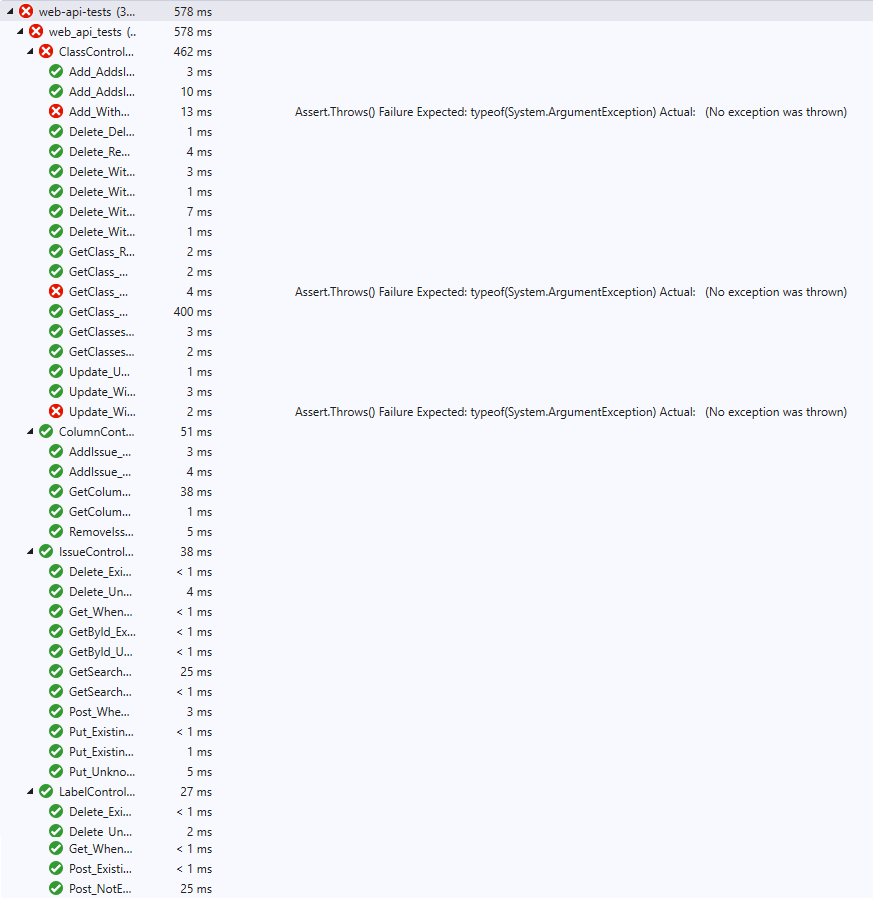 web-api-tests (3... 578 ms
web_api_tests (.. 578 ms
ClassControl... 462 ms
Add_AddsI... 3 ms
Add_AddsI... 10 ms
Add_With... 13 ms Assert.Throws() Failure Expected: typeof(System.ArgumentException) Actual: (No exception was thrown)
Delete_Del... 1 ms
Delete_Re... 4 ms
Delete_Wit... 3 ms
Delete_Wit... 1 ms
Delete_Wit... 7 ms
Delete_Wit... 1 ms
GetClass_R... 2 ms
GetClass_... 2 ms
GetClass_... 4 ms Assert.Throws() Failure Expected: typeof(System.ArgumentException) Actual: (No exception was thrown)
GetClass_... 400 ms
GetClasses... 3 ms
GetClasses... 2 ms
Update_U... 1 ms
Update_Wi... 3 ms
Update_Wi... 2 ms Assert.Throws() Failure Expected: typeof(System.ArgumentException) Actual: (No exception was thrown)
ColumnCont... 51 ms
AddIssue_... 3 ms
AddIssue_... 4 ms
GetColum... 38 ms
GetColum... 1 ms
RemoveIss... 5 ms
IssueControl... 38 ms
Delete_Exi... < 1 ms
Delete_Un... 4 ms
Get_When... < 1 ms
GetById_Ex... < 1 ms
GetById_U... < 1 ms
GetSearch... 25 ms
GetSearch... < 1 ms
Post_Whe... 3 ms
Put_Existin... < 1 ms
Put_Existin... 1 ms
Put_Unkno... 5 ms
LabelControl... 27 ms
Delete_Exi... < 1 ms
Delete_Un... 2 ms
Get_When... < 1 ms
Post_Existi... < 1 ms
Post_NotE... 25 ms